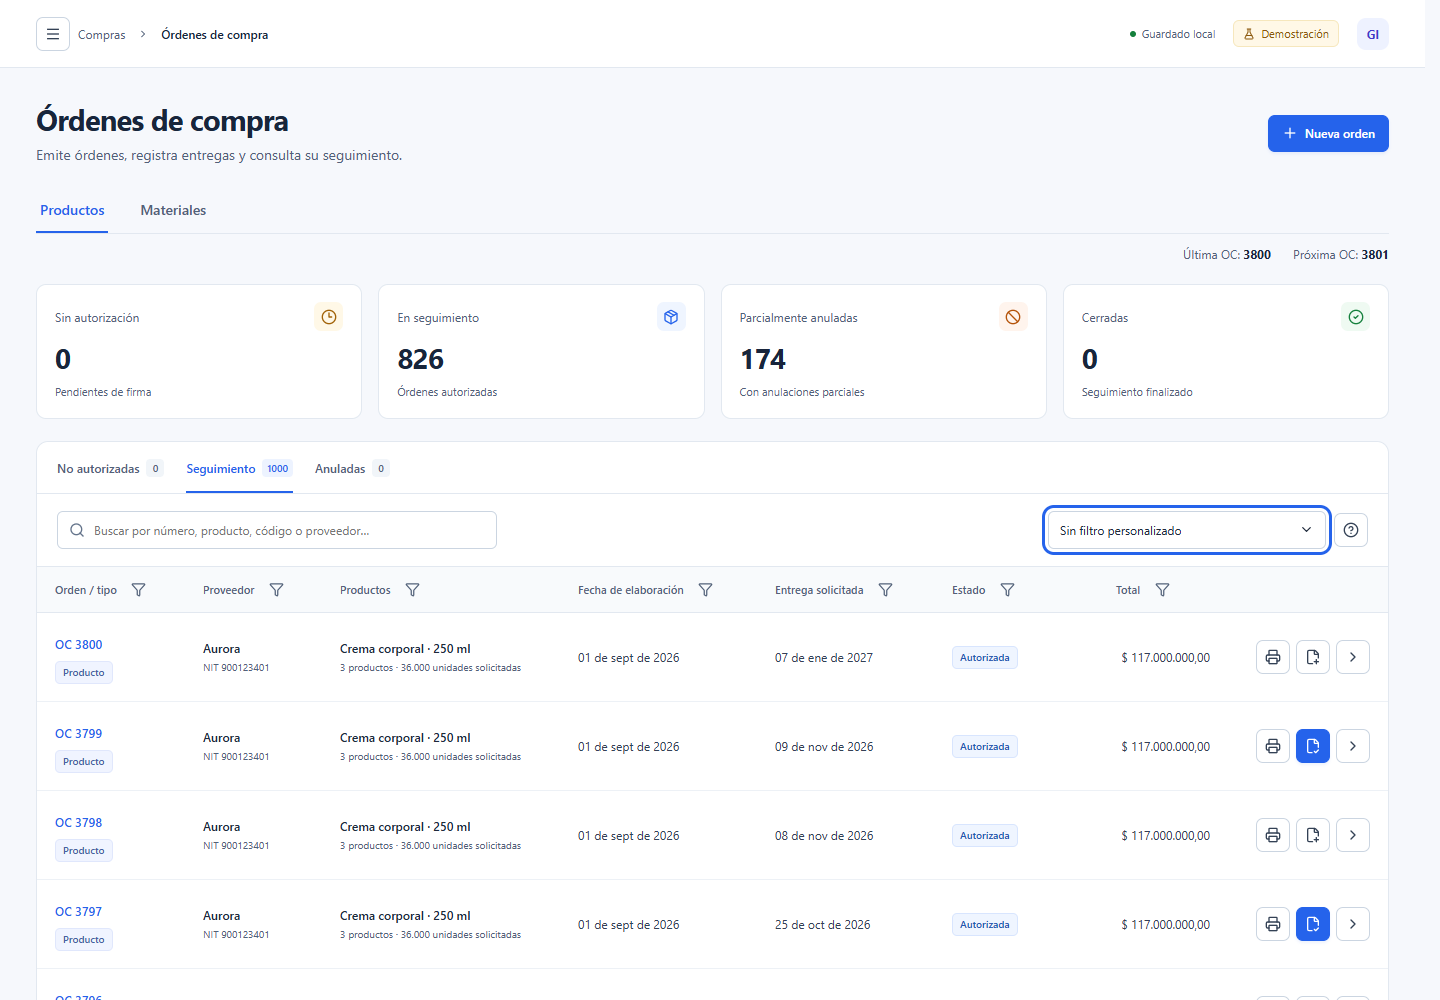 Compras > Órdenes de compra
Guardado local
Demostración
GI
Órdenes de compra
Emite órdenes, registra entregas y consulta su seguimiento.
+ Nueva orden
Productos Materiales
Última OC: 3800 Próxima OC: 3801
Sin autorización
0
Pendientes de firma
En seguimiento
826
Órdenes autorizadas
Parcialmente anuladas
174
Con anulaciones parciales
Cerradas
0
Seguimiento finalizado
No autorizadas 0 Seguimiento 1000 Anuladas 0
Buscar por número, producto, código o proveedor...
Sin filtro personalizado
Orden / tipo Proveedor Productos Fecha de elaboración Entrega solicitada Estado Total
OC 3800
Producto
Aurora
NIT 900123401
Crema corporal · 250 ml
3 productos · 36.000 unidades solicitadas
01 de sept de 2026
07 de ene de 2027
Autorizada
$ 117.000.000,00
OC 3799
Producto
Aurora
NIT 900123401
Crema corporal · 250 ml
3 productos · 36.000 unidades solicitadas
01 de sept de 2026
09 de nov de 2026
Autorizada
$ 117.000.000,00
OC 3798
Producto
Aurora
NIT 900123401
Crema corporal · 250 ml
3 productos · 36.000 unidades solicitadas
01 de sept de 2026
08 de nov de 2026
Autorizada
$ 117.000.000,00
OC 3797
Producto
Aurora
NIT 900123401
Crema corporal · 250 ml
3 productos · 36.000 unidades solicitadas
01 de sept de 2026
25 de oct de 2026
Autorizada
$ 117.000.000,00